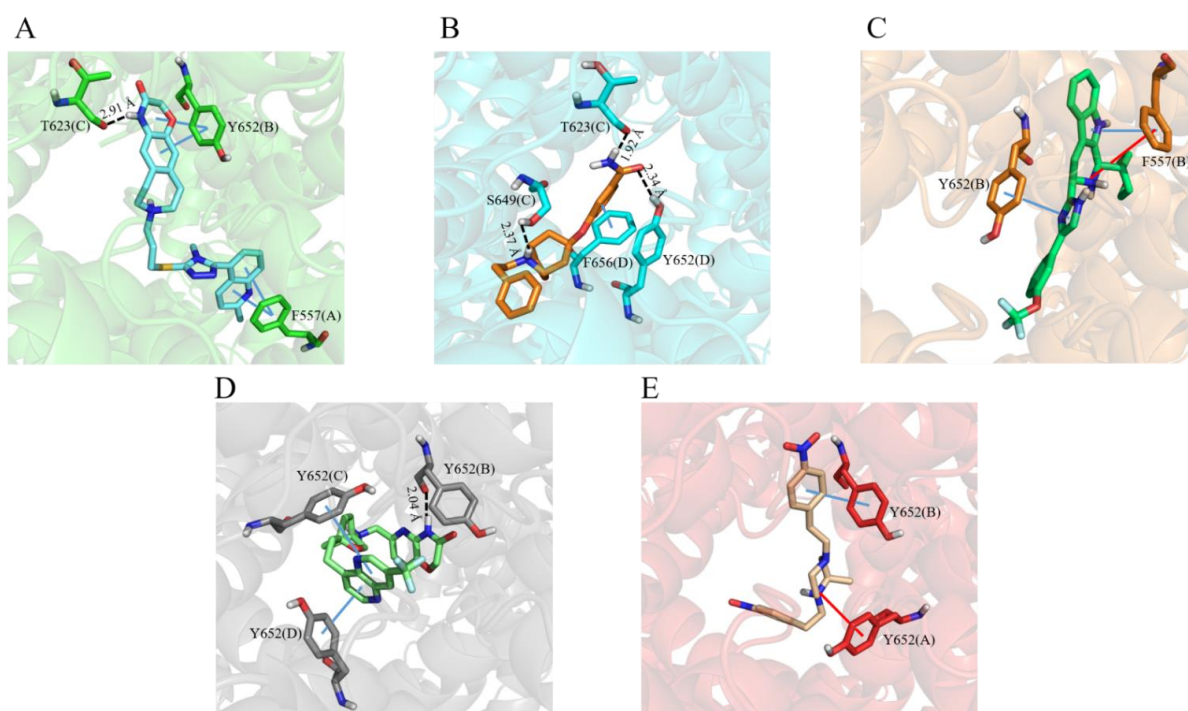 A
T623(C)
2.91 Å
Y652(B)
F557(A)
B
T623(C)
1.92 Å
2.34 Å
S649(C)
2.37 Å
F656(D)
Y652(D)
C
Y652(B)
F557(B)
D
Y652(C)
Y652(B)
2.04 Å
Y652(D)
E
Y652(B)
Y652(A)